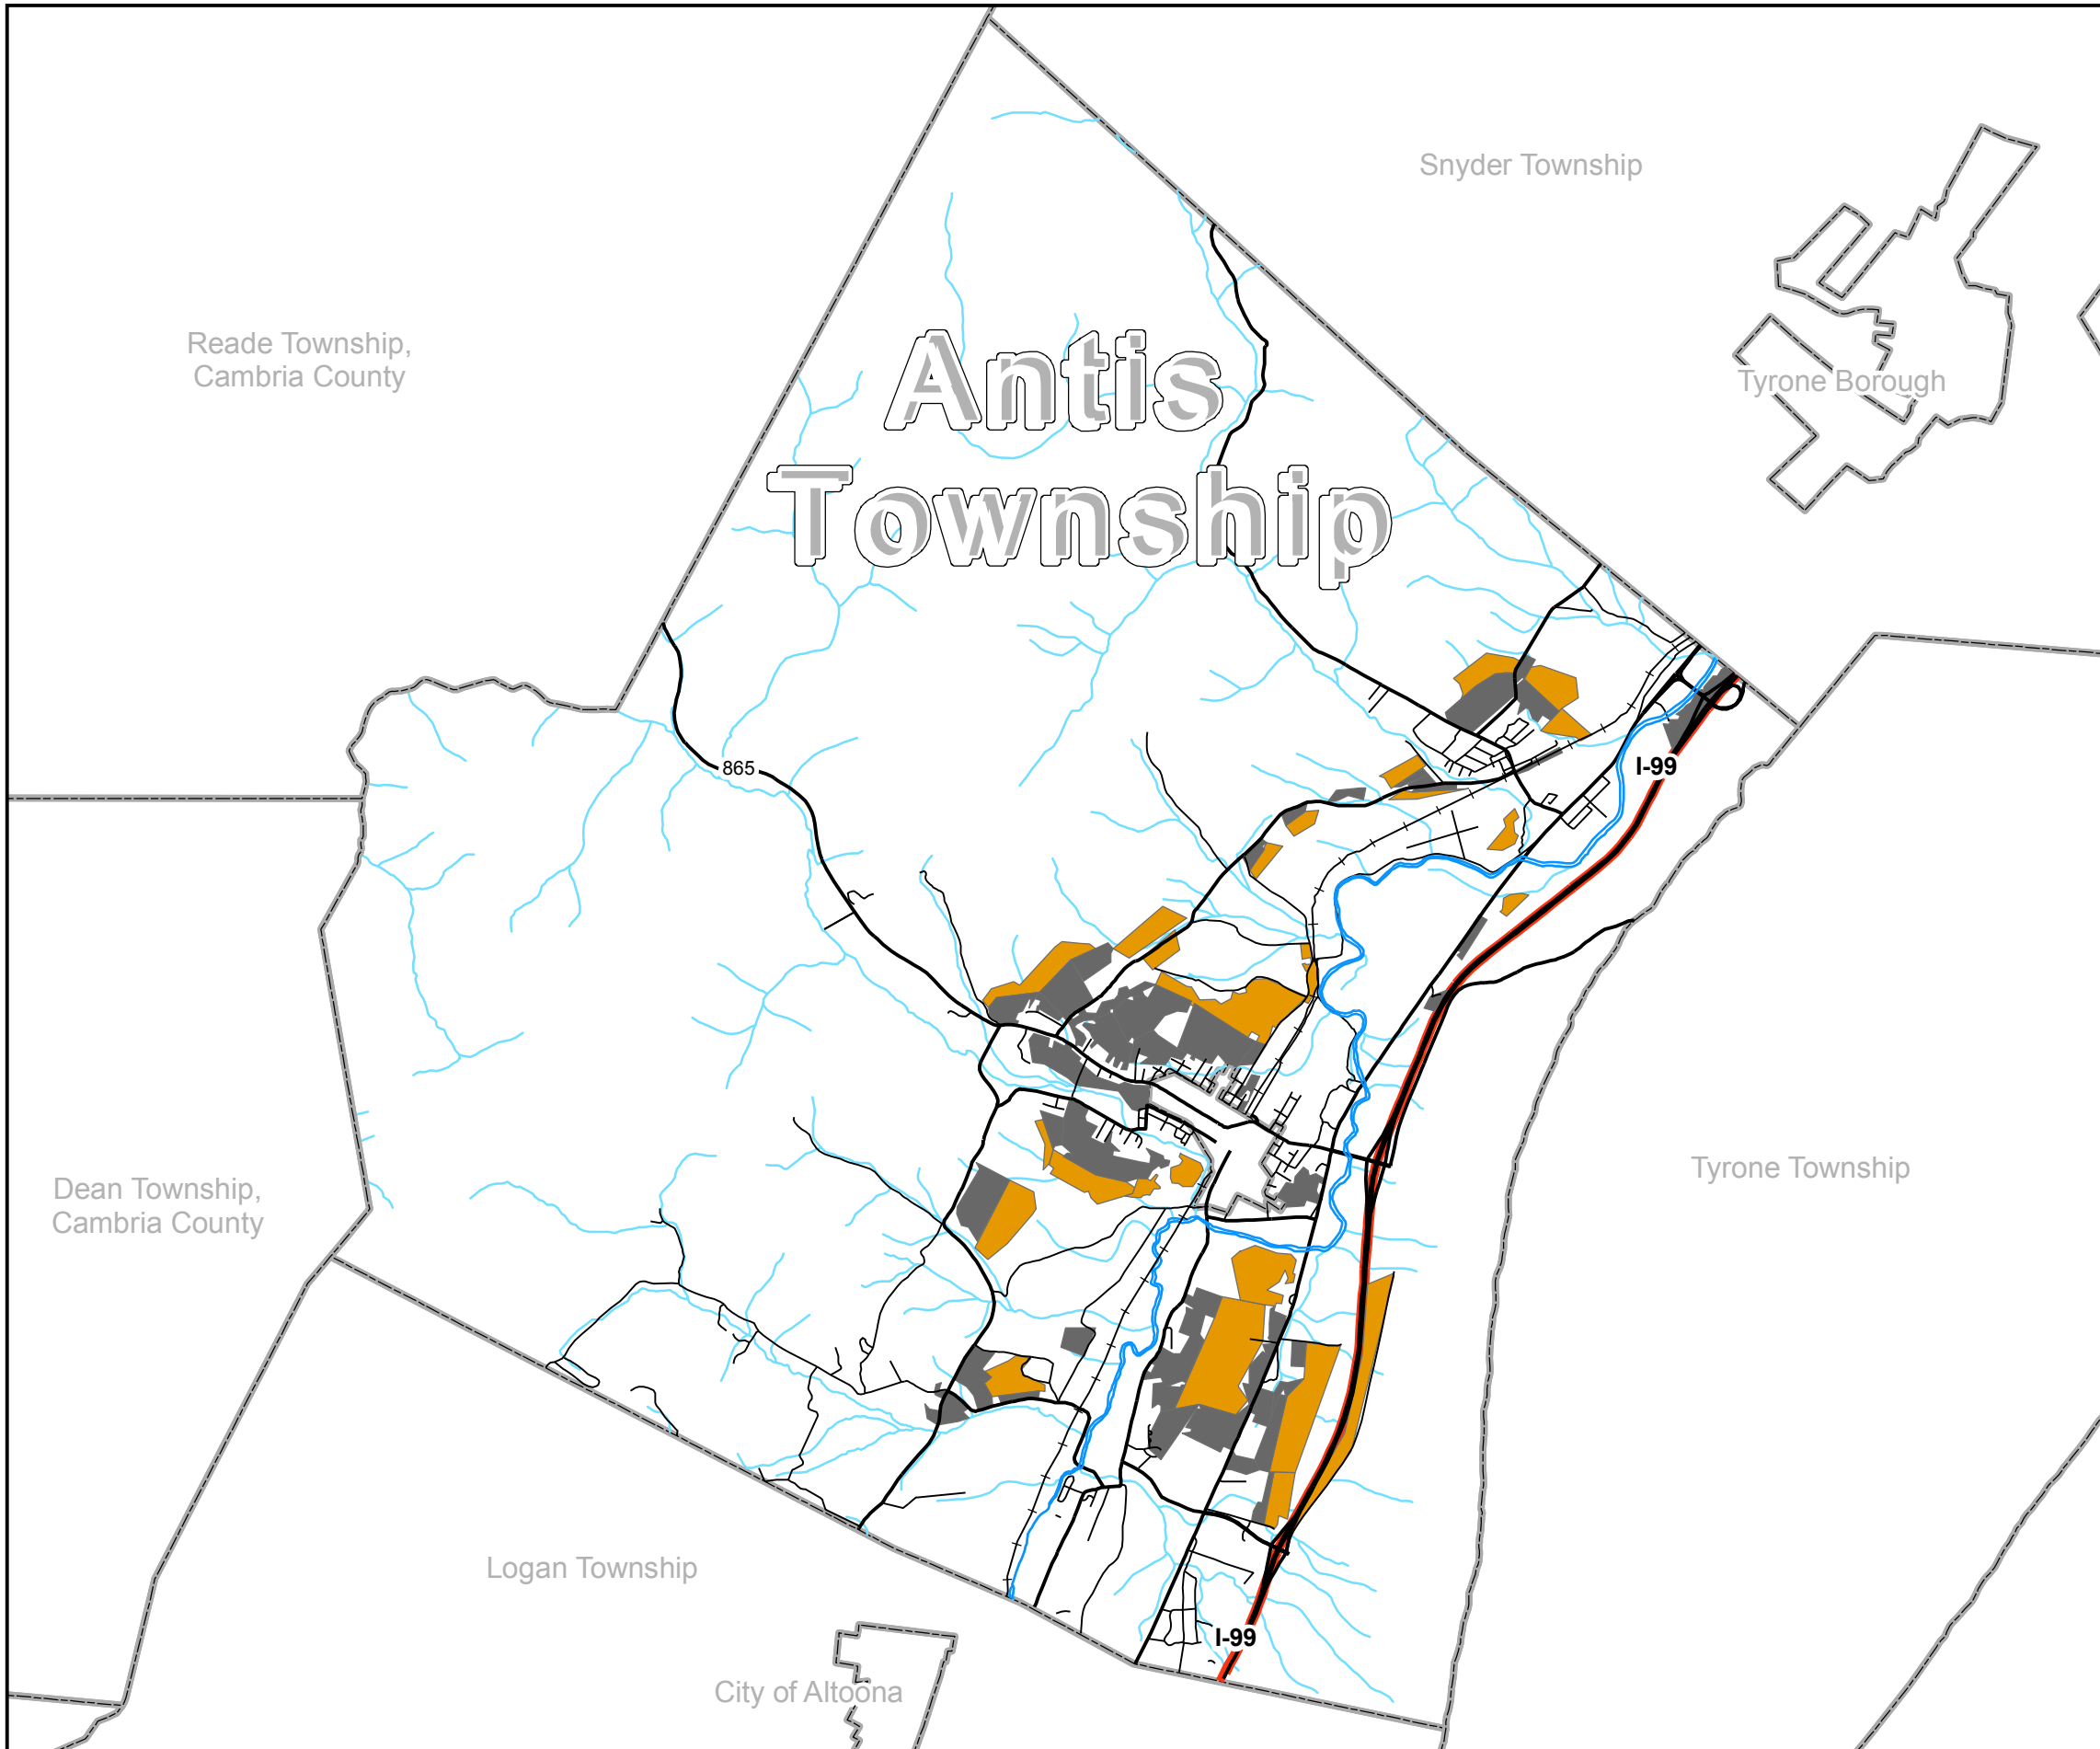 Snyder Township
Reade Township,
Cambria County
Antis
Township
Tyrone Borough
865
I-99
Dean Township,
Cambria County
Tyrone Township
Logan Township
I-99
City of Altoona